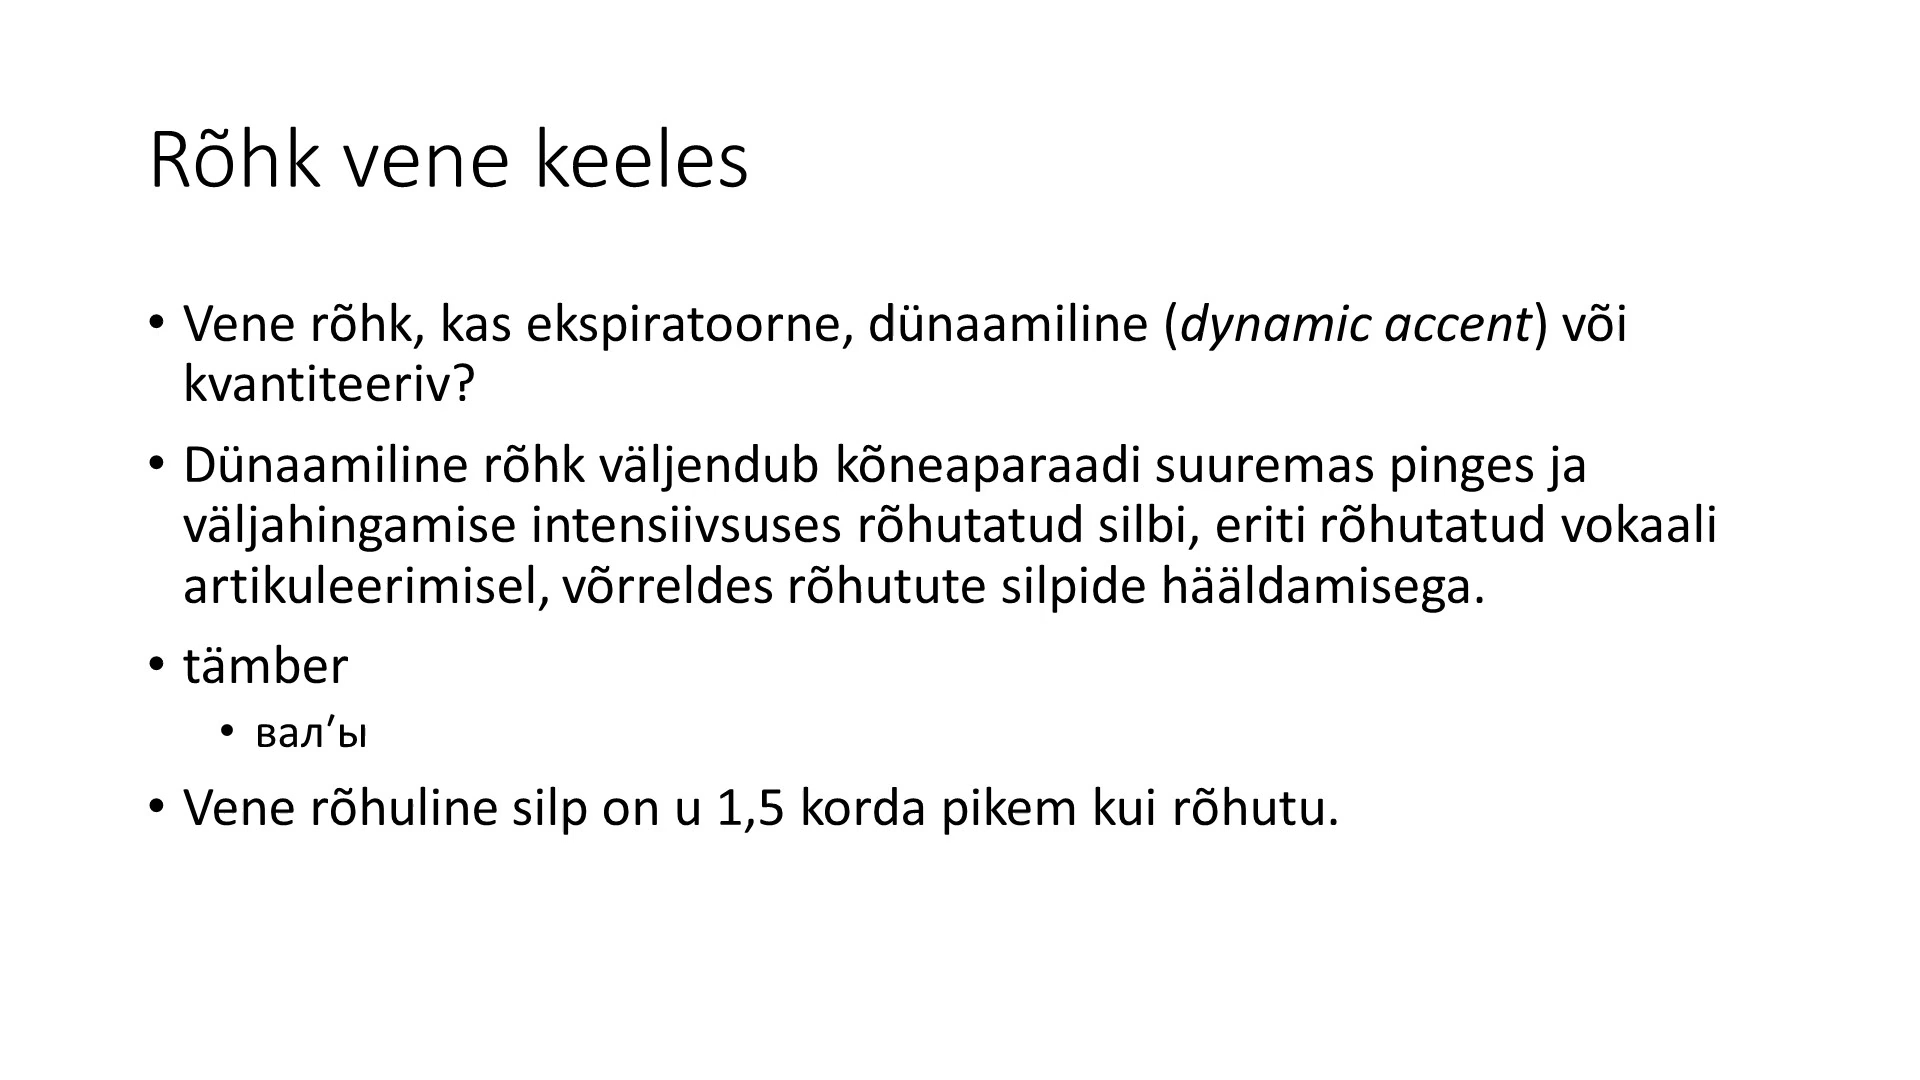 Rõhk vene keeles
• Vene rõhk, kas ekspiratoorne, dünaamiline (dynamic accent) või
kvantiteeriv?
• Dünaamiline rõhk väljendub kõneaparaadi suuremas pinges ja
väljahingamise intensiivsuses rõhutatud silbi, eriti rõhutatud vokaali
artikuleerimisel, võrreldes rõhutute silpide hääldamisega.
• tämber
• вал′ы
• Vene rõhuline silp on u 1,5 korda pikem kui rõhutu.